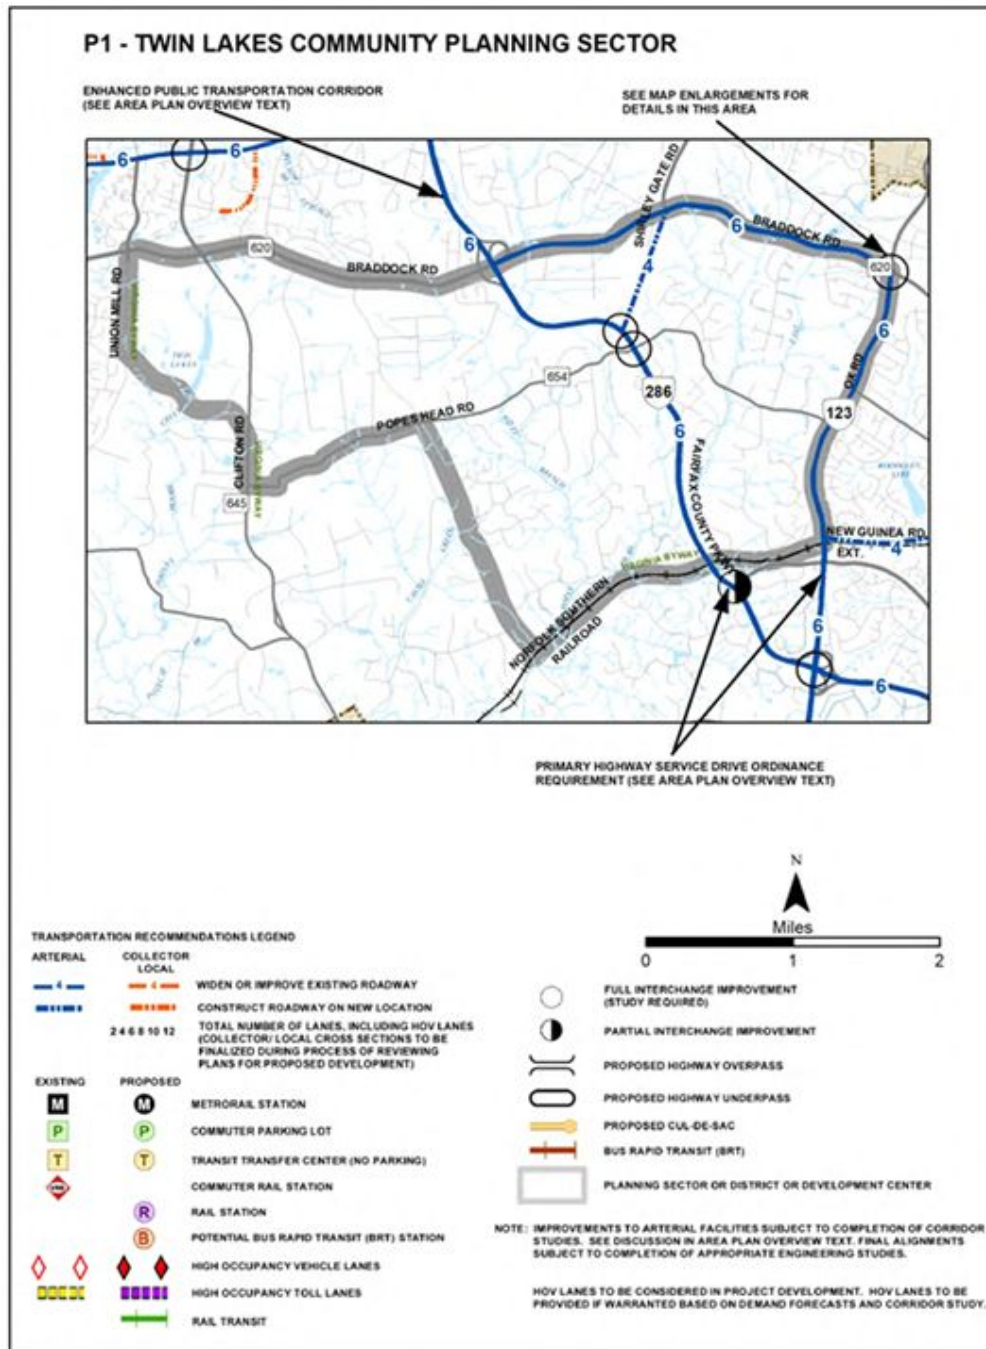 P1 - TWIN LAKES COMMUNITY PLANNING SECTOR
ENHANCED PUBLIC TRANSPORTATION CORRIDOR
(SEE AREA PLAN OVERVIEW TEXT)
SEE MAP ENLARGEMENTS FOR
DETAILS IN THIS AREA
6
6
SHIRLEY GATE RD
6
BRADDOCK RD
6
620
BRADDOCK RD
620
4
UNION MILL RD
VIRGINIA BYWAY
TWIN
LAKES
6
OX RD
654
286
123
POPES HEAD RD
6
CLIFTON RD
VIRGINIA BYWAY
645
FAIRFAX COUNTY PKWY
NEW GUINEA RD
EXT.
4
VIRGINIA BYWAY
NORFOLK SOUTHERN
RAILROAD
6
6
PRIMARY HIGHWAY SERVICE DRIVE ORDINANCE
REQUIREMENT (SEE AREA PLAN OVERVIEW TEXT)
N
Miles
0 1 2
TRANSPORTATION RECOMMENDATIONS LEGEND
ARTERIAL
COLLECTOR
LOCAL
4 4 WIDEN OR IMPROVE EXISTING ROADWAY
CONSTRUCT ROADWAY ON NEW LOCATION
2 4 6 8 10 12 TOTAL NUMBER OF LANES, INCLUDING HOV LANES
(COLLECTOR/ LOCAL CROSS SECTIONS TO BE
FINALIZED DURING PROCESS OF REVIEWING
PLANS FOR PROPOSED DEVELOPMENT)
EXISTING PROPOSED
M M METRORAIL STATION
P P COMMUTER PARKING LOT
T T TRANSIT TRANSFER CENTER (NO PARKING)
VRE COMMUTER RAIL STATION
R RAIL STATION
B POTENTIAL BUS RAPID TRANSIT (BRT) STATION
HIGH OCCUPANCY VEHICLE LANES
HIGH OCCUPANCY TOLL LANES
RAIL TRANSIT
FULL INTERCHANGE IMPROVEMENT
(STUDY REQUIRED)
PARTIAL INTERCHANGE IMPROVEMENT
PROPOSED HIGHWAY OVERPASS
PROPOSED HIGHWAY UNDERPASS
PROPOSED CUL-DE-SAC
BUS RAPID TRANSIT (BRT)
PLANNING SECTOR OR DISTRICT OR DEVELOPMENT CENTER
NOTE: IMPROVEMENTS TO ARTERIAL FACILITIES SUBJECT TO COMPLETION OF CORRIDOR
STUDIES. SEE DISCUSSION IN AREA PLAN OVERVIEW TEXT. FINAL ALIGNMENTS
SUBJECT TO COMPLETION OF APPROPRIATE ENGINEERING STUDIES.
HOV LANES TO BE CONSIDERED IN PROJECT DEVELOPMENT. HOV LANES TO BE
PROVIDED IF WARRANTED BASED ON DEMAND FORECASTS AND CORRIDOR STUDY.